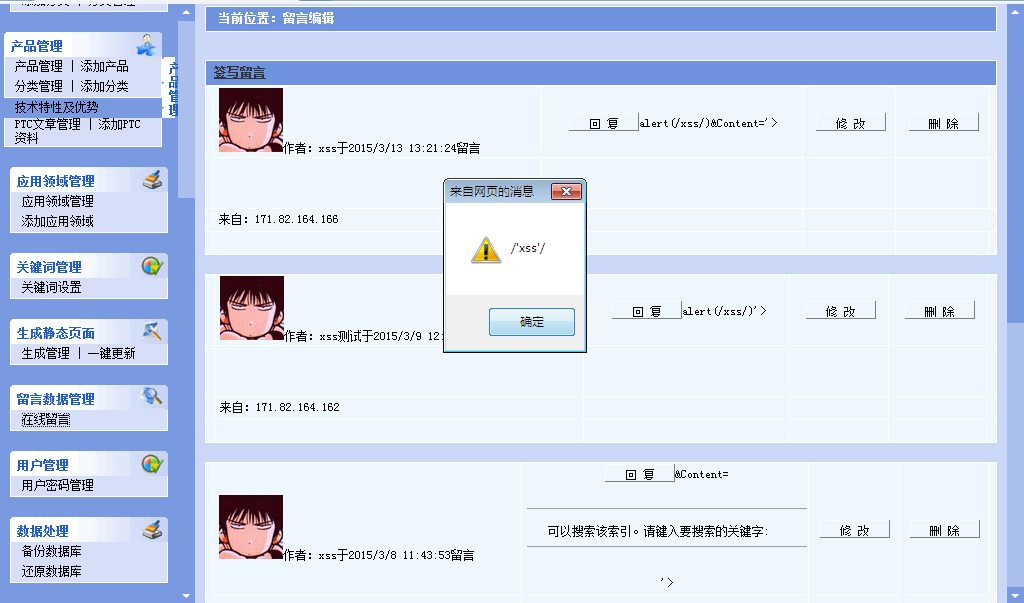 当前位置：留言编辑
产品管理
产品管理 | 添加产品
分类管理 | 添加分类
技术特性及优势
PTC文章管理 | 添加PTC
资料
产品管理
应用领域管理
应用领域管理
添加应用领域
关键词管理
关键词设置
生成静态页面
生成管理 | 一键更新
留言数据管理
在线留言
用户管理
用户密码管理
数据处理
备份数据库
还原数据库
签写留言
作者：xss于2015/3/13 13:21:24留言
回 复 alert(/xss/)&Content='>
修 改
删 除
来自：171.82.164.166
来自网页的消息
/'xss'/
确定
作者：xss测试于2015/3/9 12:
回 复 alert(/xss/)'>
修 改
删 除
来自：171.82.164.162
回 复 &Content=
可以搜索该索引。请键入要搜索的关键字：
'>
作者：xss于2015/3/8 11:43:53留言
修 改
删 除